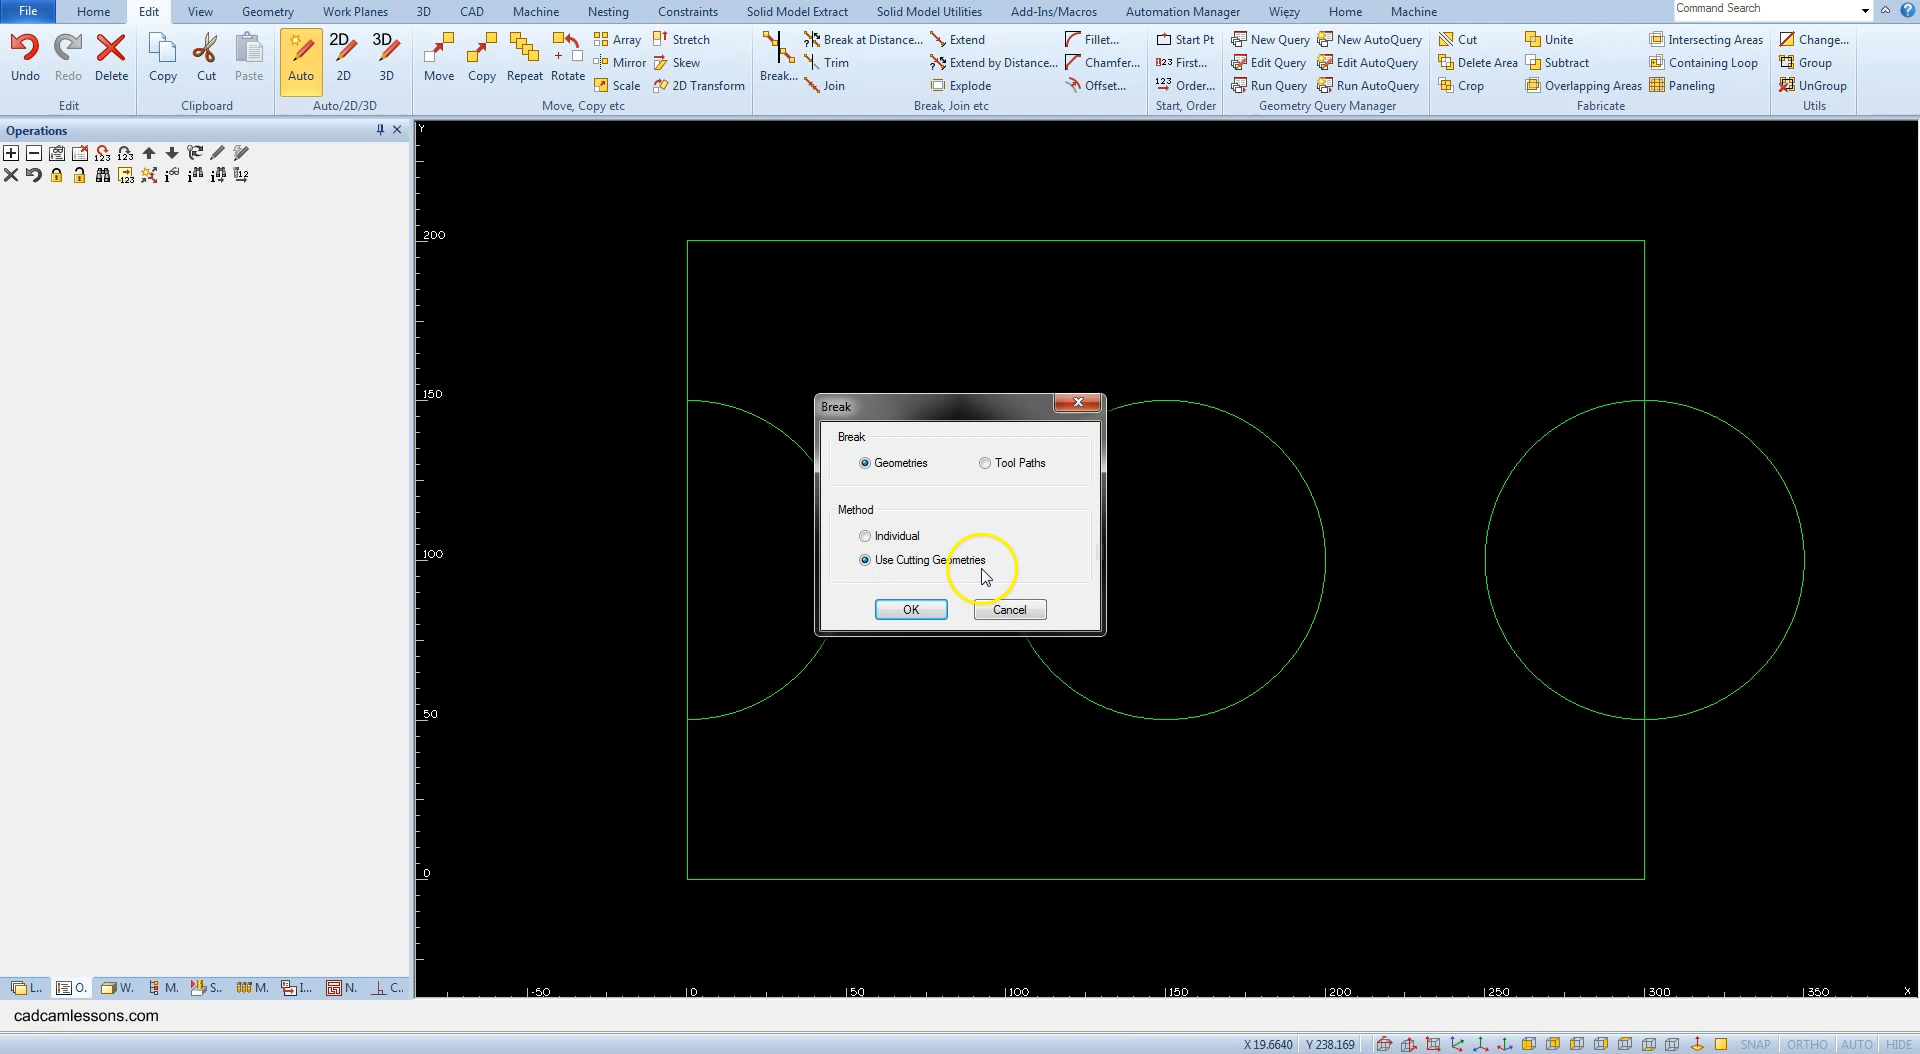 File Home Edit View Geometry Work Planes 3D CAD Machine Nesting Constraints Solid Model Extract Solid Model Utilities Add-Ins/Macros Automation Manager Więzy Home Machine Command Search
Undo Redo Delete Copy Cut Paste Auto 2D 3D Move Copy Repeat Rotate Break...
Array Stretch Break at Distance... Extend Fillet... Start Pt New Query New AutoQuery Cut Unite Intersecting Areas Change...
Mirror Skew Trim Extend by Distance... Chamfer... 123 First... Edit Query Edit AutoQuery Delete Area Subtract Containing Loop Group
Scale 2D Transform Join Explode Offset... 123 Order... Run Query Run AutoQuery Crop Overlapping Areas Paneling UnGroup
Edit Clipboard Auto/2D/3D Move, Copy etc Break, Join etc Start, Order Geometry Query Manager Fabricate Utils
Operations
Y
200
150
100
50
0
Break
Break
Geometries Tool Paths
Method
Individual
Use Cutting Geometries
OK Cancel
-50 0 50 100 150 200 250 300 350 X
L.. O. W. M. S.. M. I... N. C..
cadcamlessons.com
X 19.6640 Y 238.169 SNAP ORTHO AUTO HIDE